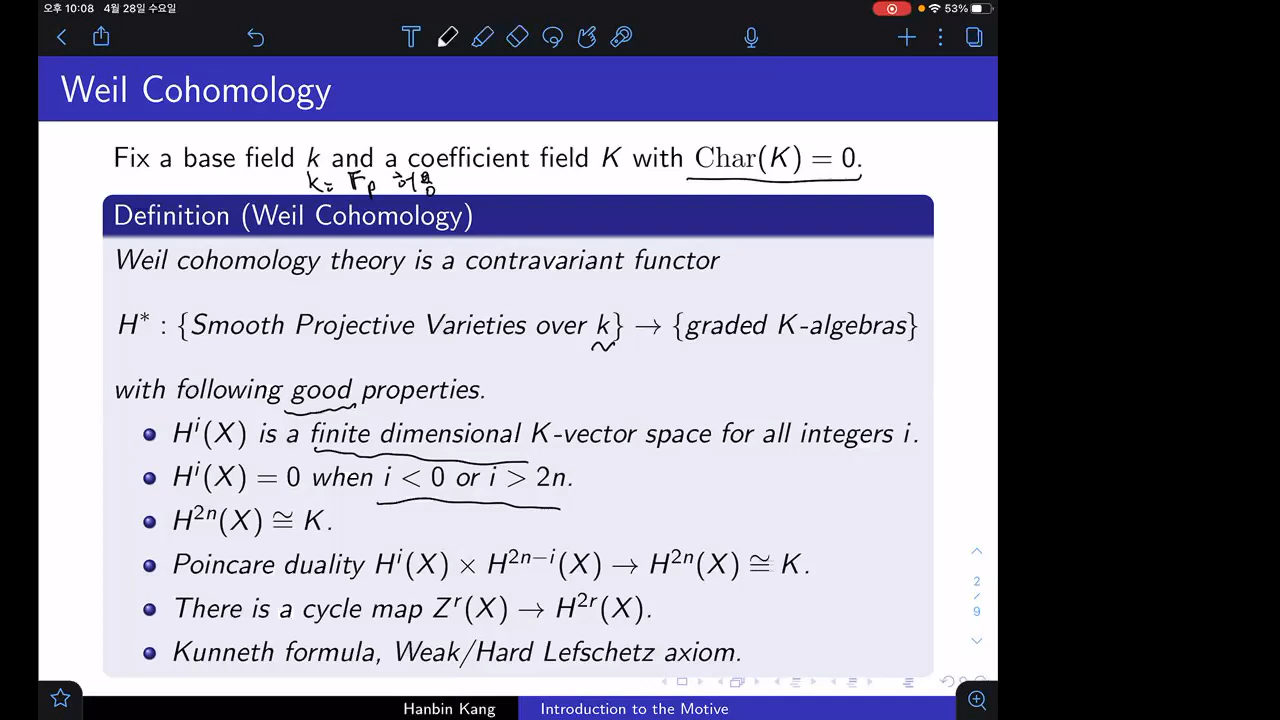 오후 10:08 4월 28일 수요일
53%
Weil Cohomology
Fix a base field k and a coefficient field K with Char(K) = 0.
k = F_p
Definition (Weil Cohomology)
Weil cohomology theory is a contravariant functor
H* : {Smooth Projective Varieties over k} → {graded K-algebras}
with following good properties.
H^i(X) is a finite dimensional K-vector space for all integers i.
H^i(X) = 0 when i < 0 or i > 2n.
H^{2n}(X) ≅ K.
Poincare duality H^i(X) × H^{2n−i}(X) → H^{2n}(X) ≅ K.
There is a cycle map Z^r(X) → H^{2r}(X).
Kunneth formula, Weak/Hard Lefschetz axiom.
2
/
9
Hanbin Kang
Introduction to the Motive